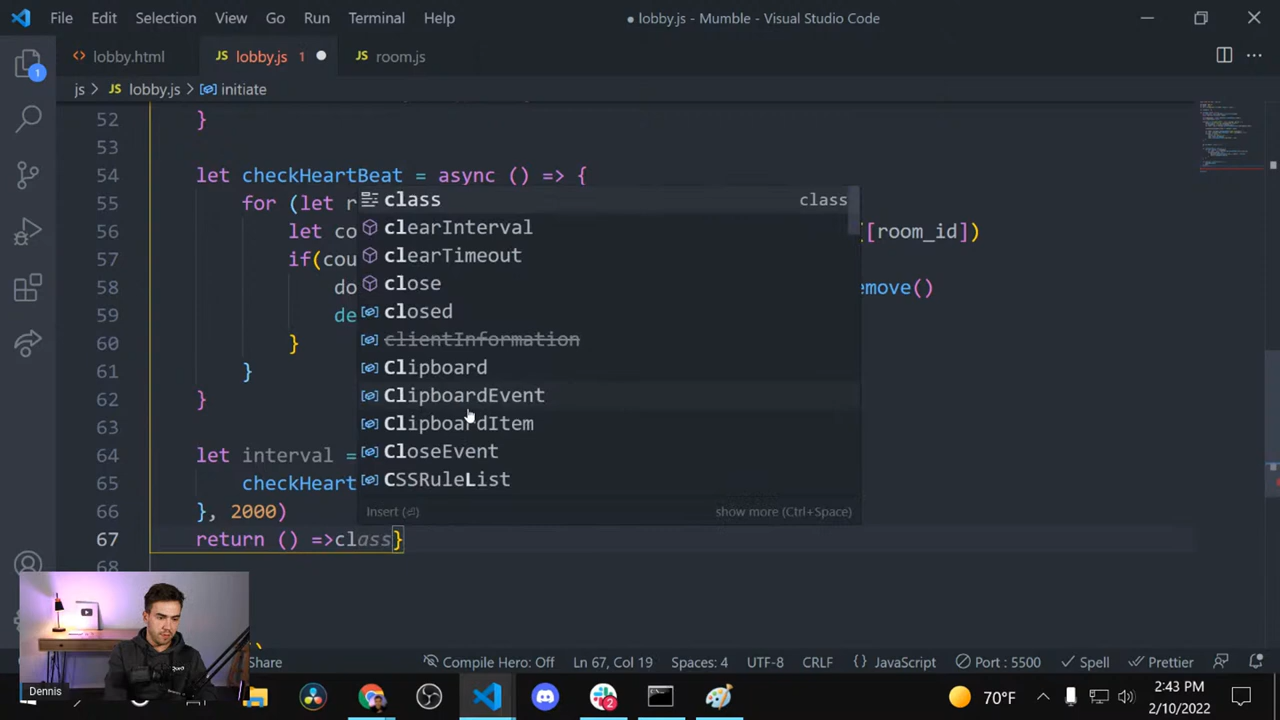 File Edit Selection View Go Run Terminal Help
● lobby.js - Mumble - Visual Studio Code
lobby.html
JS lobby.js 1 ●
JS room.js
js > JS lobby.js > initiate
1
52 }
53
54 let checkHeartBeat = async () => {
55 for (let r
56 let co ([room_id])
57 if(cou
58 do emove()
59 de
60 }
61 }
62 }
63
64 let interval =
65 checkHeart
66 }, 2000)
67 return () =>class}
68
class class
clearInterval
clearTimeout
close
closed
clientInformation
Clipboard
ClipboardEvent
ClipboardItem
CloseEvent
CSSRuleList
Insert (⏎) show more (Ctrl+Space)
Dennis
Share
Compile Hero: Off Ln 67, Col 19 Spaces: 4 UTF-8 CRLF {} JavaScript Port : 5500 Spell Prettier
2
70°F
2:43 PM
2/10/2022